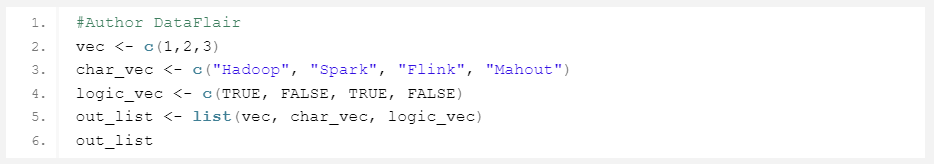 1. #Author DataFlair
2. vec <- c(1,2,3)
3. char_vec <- c("Hadoop", "Spark", "Flink", "Mahout")
4. logic_vec <- c(TRUE, FALSE, TRUE, FALSE)
5. out_list <- list(vec, char_vec, logic_vec)
6. out_list